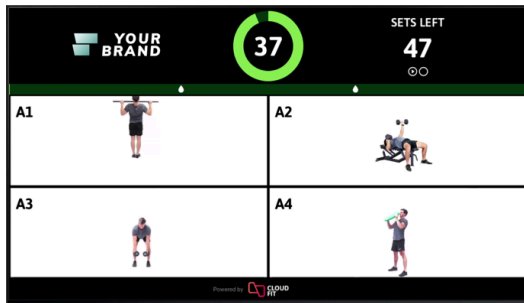 YOUR
BRAND
37
SETS LEFT
47
A1
A2
A3
A4
Powered by
CLOUD
FIT